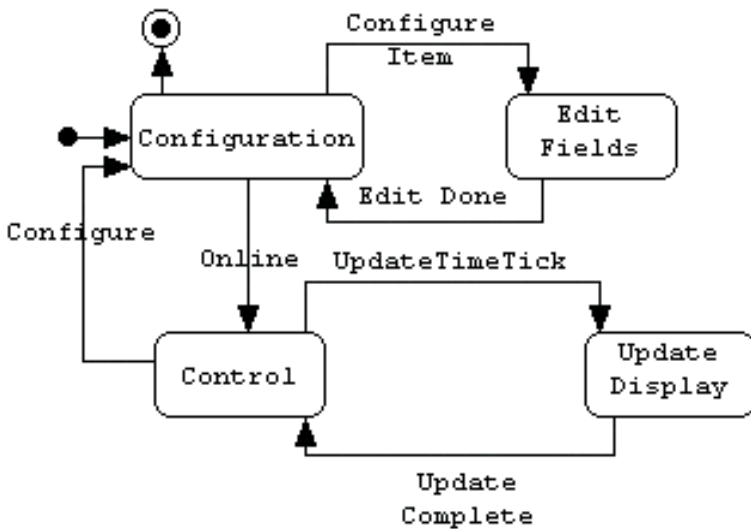 Configure
Item
Configuration
Edit
Fields
Edit Done
Configure
Online
UpdateTimeTick
Control
Update
Display
Update
Complete